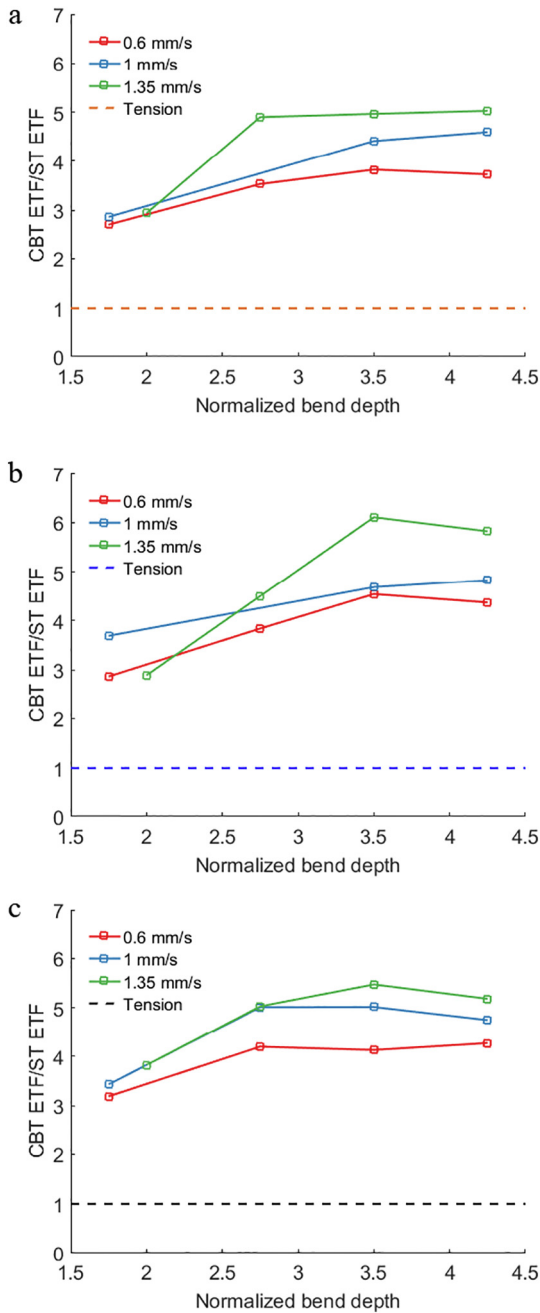 a
7
6
5
4
3
2
1
0
CBT ETF/ST ETF
0.6 mm/s
1 mm/s
1.35 mm/s
Tension
1.5 2 2.5 3 3.5 4 4.5
Normalized bend depth
b
7
6
5
4
3
2
1
0
CBT ETF/ST ETF
0.6 mm/s
1 mm/s
1.35 mm/s
Tension
1.5 2 2.5 3 3.5 4 4.5
Normalized bend depth
c
7
6
5
4
3
2
1
0
CBT ETF/ST ETF
0.6 mm/s
1 mm/s
1.35 mm/s
Tension
1.5 2 2.5 3 3.5 4 4.5
Normalized bend depth